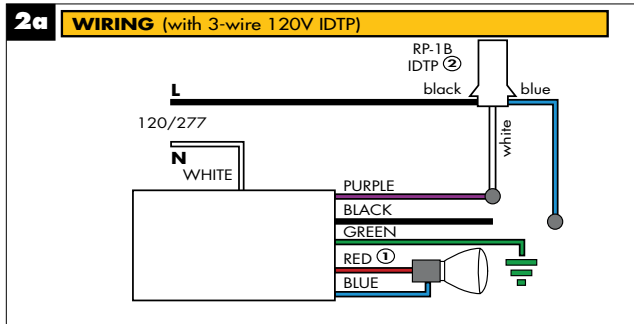 2a WIRING (with 3-wire 120V IDTP)
RP-1B
IDTP ②
black blue
L
120/277
white
N
WHITE
PURPLE
BLACK
GREEN
RED ①
BLUE